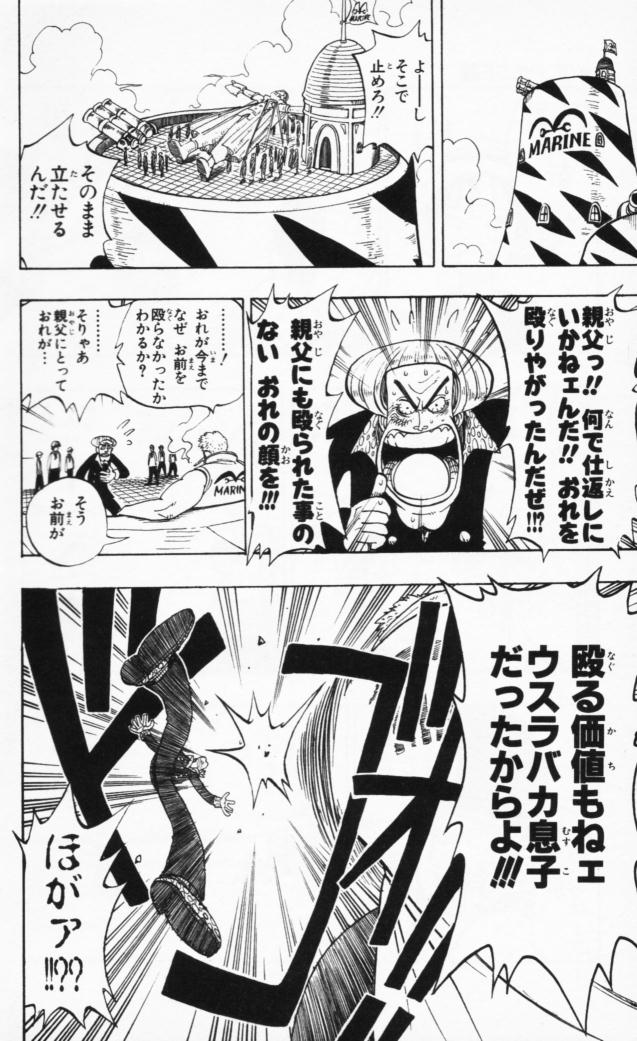 MARINE
MARINE
よーし
そこで
止めろ!!
そのまま
立たせる
んだ!!
親父っ!! 何で仕返しに
いかねェんだ!! おれを
殴りやがったんだぜ!!?
親父にも殴られた事の
ない おれの顔を!!!
………!
おれが今まで
なぜ お前を
殴らなかったか
わかるか?
………
そりゃあ
親父にとって
おれが…
MARIN
そう
お前が
殴る価値もねェ
ウスラバカ息子
だったからよ!!!
ドガァッ
ほがァ
!!??